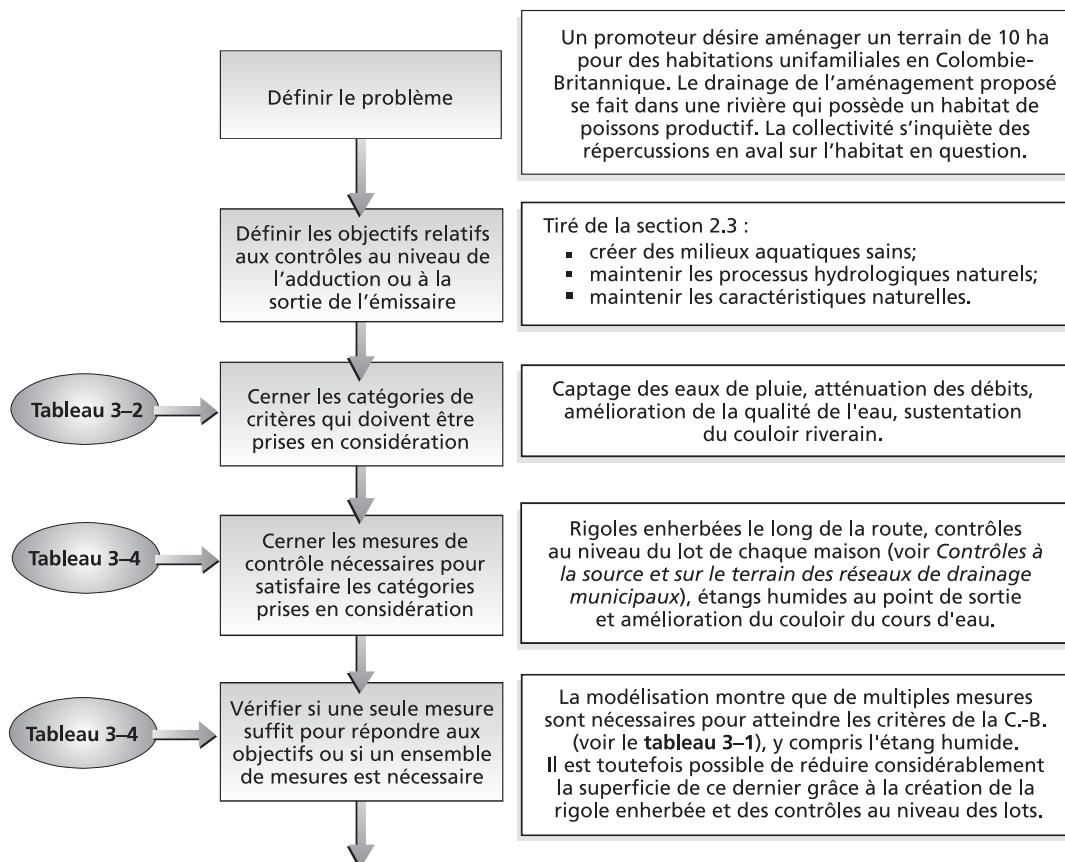 Définir le problème
Un promoteur désire aménager un terrain de 10 ha
pour des habitations unifamiliales en Colombie-
Britannique. Le drainage de l'aménagement proposé
se fait dans une rivière qui possède un habitat de
poissons productif. La collectivité s'inquiète des
répercussions en aval sur l'habitat en question.
Définir les objectifs relatifs
aux contrôles au niveau de
l'adduction ou à la
sortie de l'émissaire
Tiré de la section 2.3 :
▪ créer des milieux aquatiques sains;
▪ maintenir les processus hydrologiques naturels;
▪ maintenir les caractéristiques naturelles.
Tableau 3–2
Cerner les catégories de
critères qui doivent être
prises en considération
Captage des eaux de pluie, atténuation des débits,
amélioration de la qualité de l'eau, sustentation
du couloir riverain.
Tableau 3–4
Cerner les mesures de
contrôle nécessaires pour
satisfaire les catégories
prises en considération
Rigoles enherbées le long de la route, contrôles
au niveau du lot de chaque maison (voir Contrôles à
la source et sur le terrain des réseaux de drainage
municipaux), étangs humides au point de sortie
et amélioration du couloir du cours d'eau.
Tableau 3–4
Vérifier si une seule mesure
suffit pour répondre aux
objectifs ou si un ensemble
de mesures est nécessaire
La modélisation montre que de multiples mesures
sont nécessaires pour atteindre les critères de la C.-B.
(voir le tableau 3–1), y compris l'étang humide.
Il est toutefois possible de réduire considérablement
la superficie de ce dernier grâce à la création de la
rigole enherbée et des contrôles au niveau des lots.